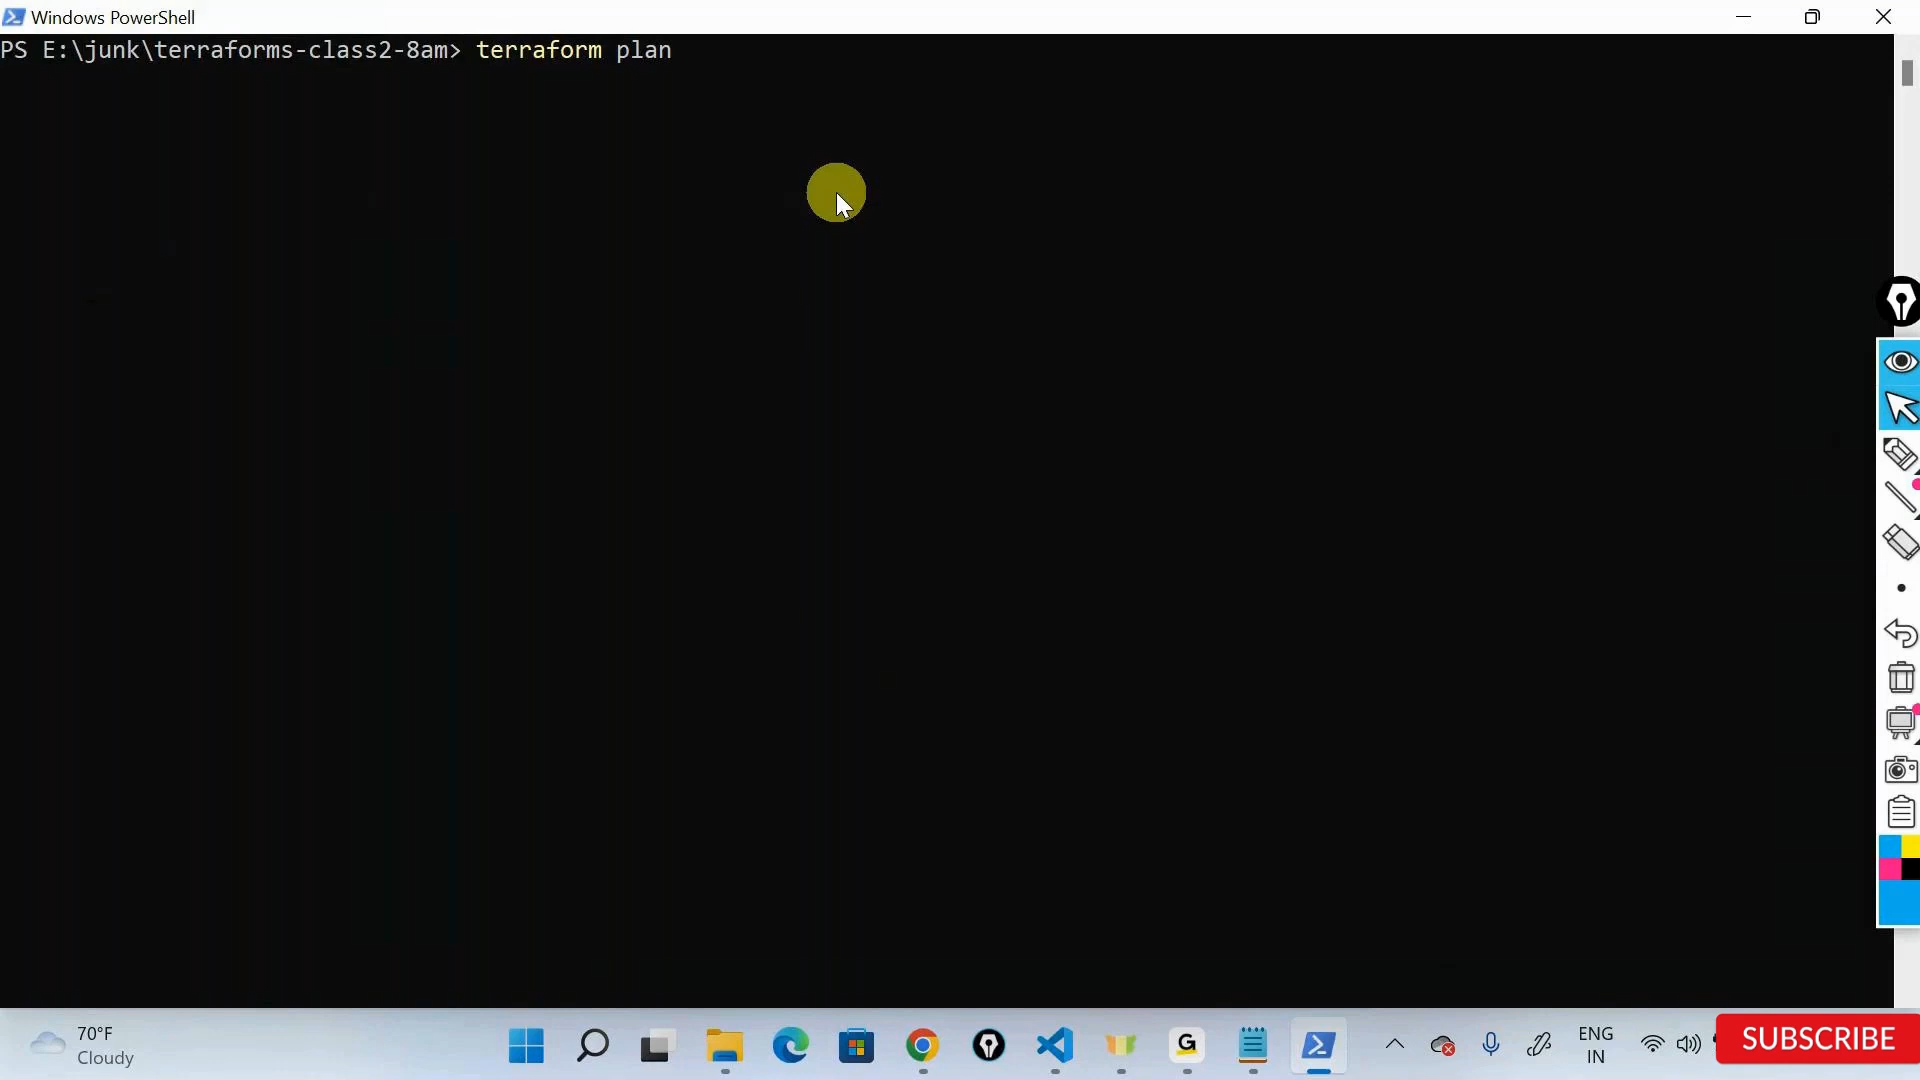 Windows PowerShell
PS E:\junk\terraforms-class2-8am> terraform plan
70°F
Cloudy
G
ENG
IN
SUBSCRIBE